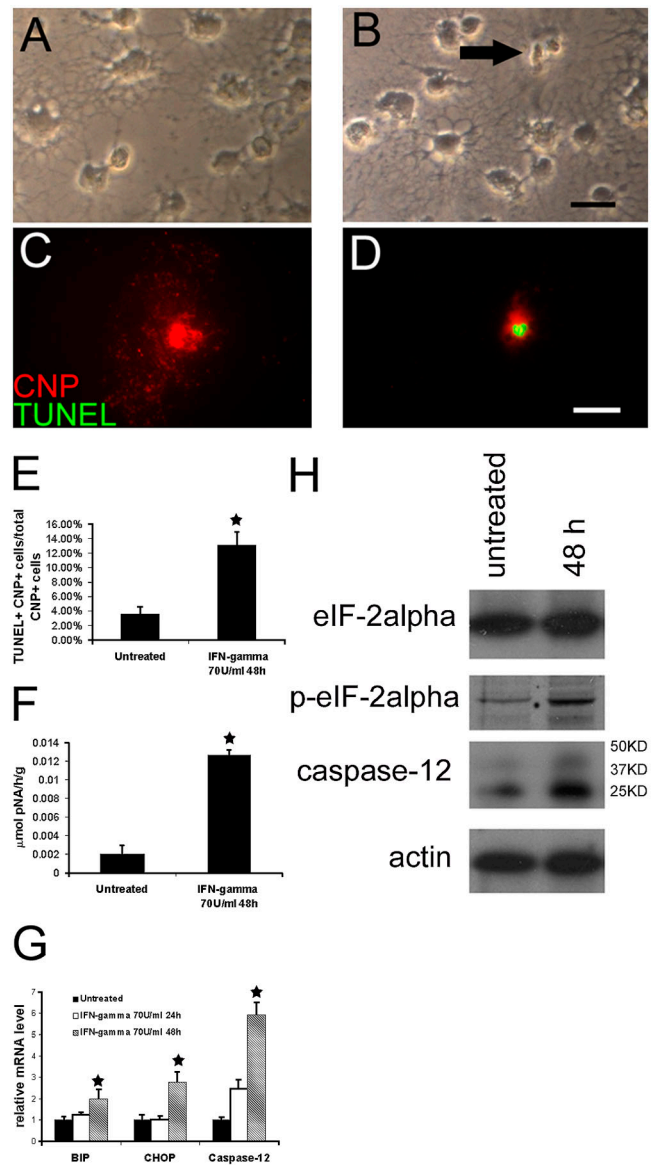 A
B
C
D
CNP
TUNEL
E
TUNEL+ CNP+ cells/total
CNP+ cells
16.00%
14.00%
12.00%
10.00%
8.00%
6.00%
4.00%
2.00%
0.00%
Untreated
IFN-gamma
70U/ml 48h
F
µmol pNA/h/g
0.014
0.012
0.01
0.008
0.006
0.004
0.002
0
Untreated
IFN-gamma
70U/ml 48h
G
relative mRNA level
7
6
5
4
3
2
1
0
Untreated
IFN-gamma 70U/ml 24h
IFN-gamma 70U/ml 48h
BIP
CHOP
Caspase-12
H
untreated
48 h
eIF-2alpha
p-eIF-2alpha
caspase-12
50KD
37KD
25KD
actin